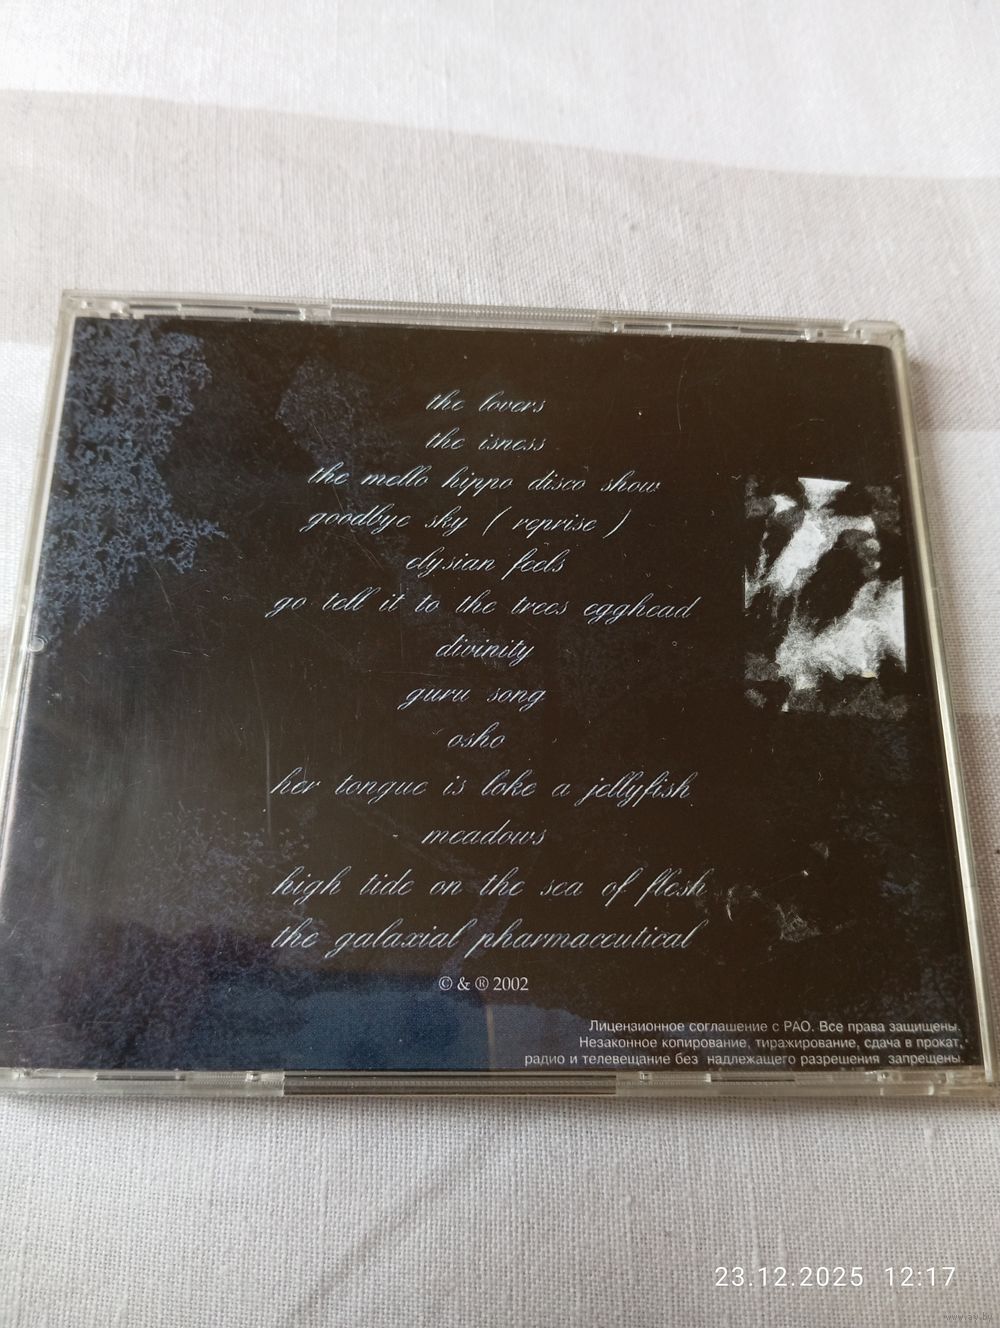 the lovers
the isness
the mello hippo disco show
goodbye sky ( reprise )
elysian feels
go tell it to the trees egghead
divinity
guru song
osho
her tongue is loke a jellyfish
meadows
high tide on the sea of flesh
the galaxial pharmaceutical
© & ® 2002
Лицензионное соглашение с РАО. Все права защищены.
Незаконное копирование, тиражирование, сдача в прокат,
радио и телевещание без надлежащего разрешения запрещены.
23.12.2025 12:17
www.ay.by